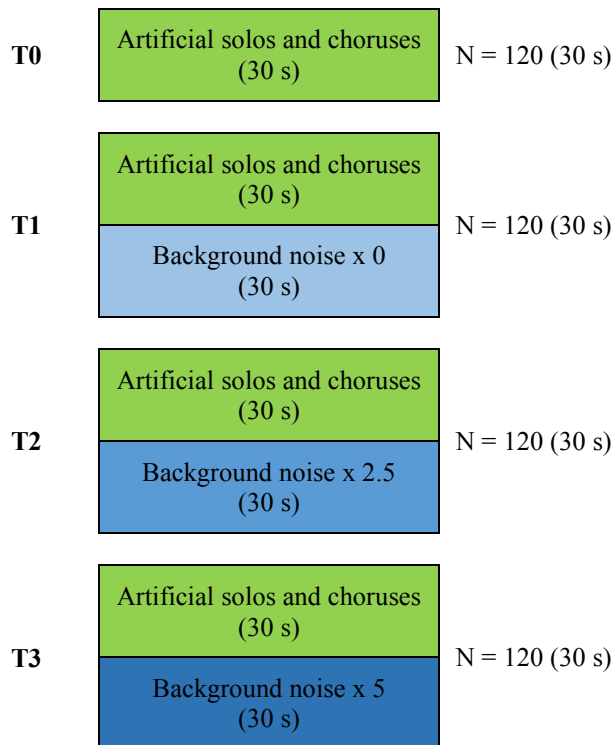 T0
Artificial solos and choruses
(30 s)
N = 120 (30 s)
T1
Artificial solos and choruses
(30 s)
Background noise x 0
(30 s)
N = 120 (30 s)
T2
Artificial solos and choruses
(30 s)
Background noise x 2.5
(30 s)
N = 120 (30 s)
T3
Artificial solos and choruses
(30 s)
Background noise x 5
(30 s)
N = 120 (30 s)